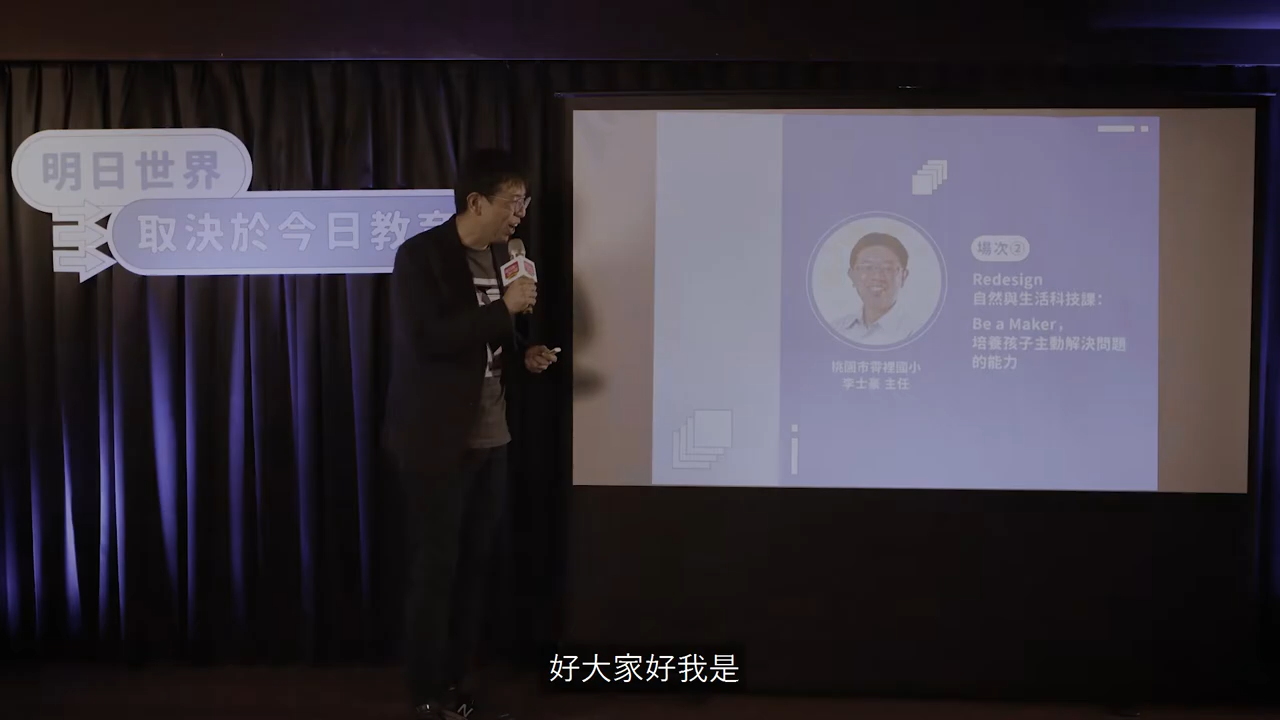 明日世界
取決於今日教育
場次②
Redesign
自然與生活科技課：
Be a Maker，
培養孩子主動解決問題
的能力
桃園市霄裡國小
李士豪 主任
好大家好我是